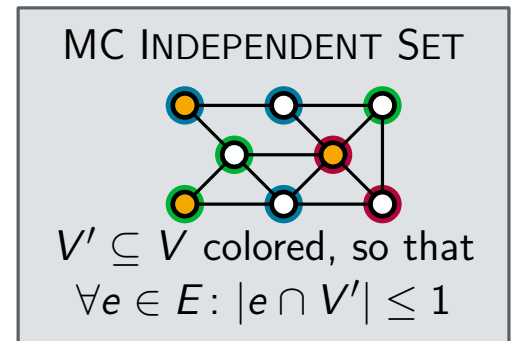 MC INDEPENDENT SET
V′ ⊆ V colored, so that
∀e ∈ E: |e ∩ V′| ≤ 1